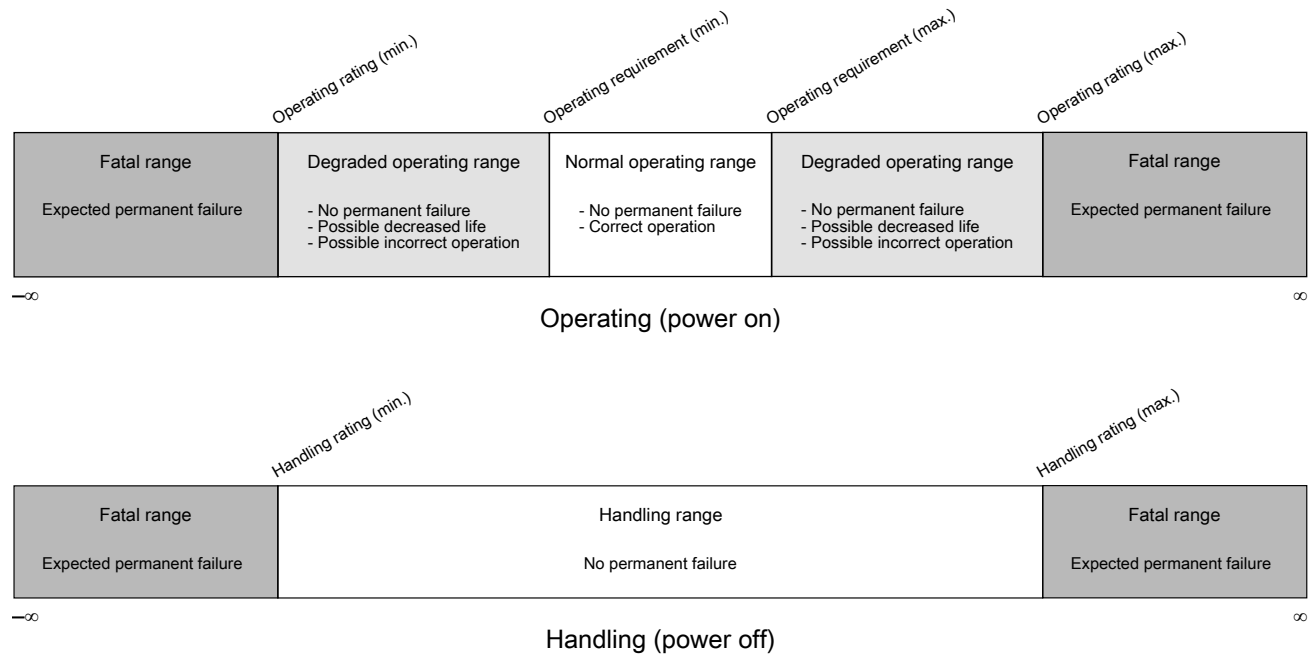 Operating rating (min.)
Operating requirement (min.)
Operating requirement (max.)
Operating rating (max.)
Fatal range
Expected permanent failure
Degraded operating range
- No permanent failure
- Possible decreased life
- Possible incorrect operation
Normal operating range
- No permanent failure
- Correct operation
Degraded operating range
- No permanent failure
- Possible decreased life
- Possible incorrect operation
Fatal range
Expected permanent failure
–∞
∞
Operating (power on)
Handling rating (min.)
Handling rating (max.)
Fatal range
Expected permanent failure
Handling range
No permanent failure
Fatal range
Expected permanent failure
–∞
∞
Handling (power off)